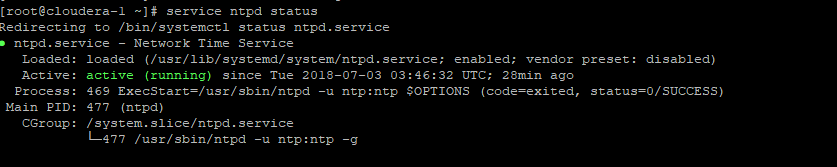 [root@cloudera-1 ~]# service ntpd status
Redirecting to /bin/systemctl status ntpd.service
● ntpd.service - Network Time Service
   Loaded: loaded (/usr/lib/systemd/system/ntpd.service; enabled; vendor preset: disabled)
   Active: active (running) since Tue 2018-07-03 03:46:32 UTC; 28min ago
  Process: 469 ExecStart=/usr/sbin/ntpd -u ntp:ntp $OPTIONS (code=exited, status=0/SUCCESS)
 Main PID: 477 (ntpd)
   CGroup: /system.slice/ntpd.service
           └─477 /usr/sbin/ntpd -u ntp:ntp -g